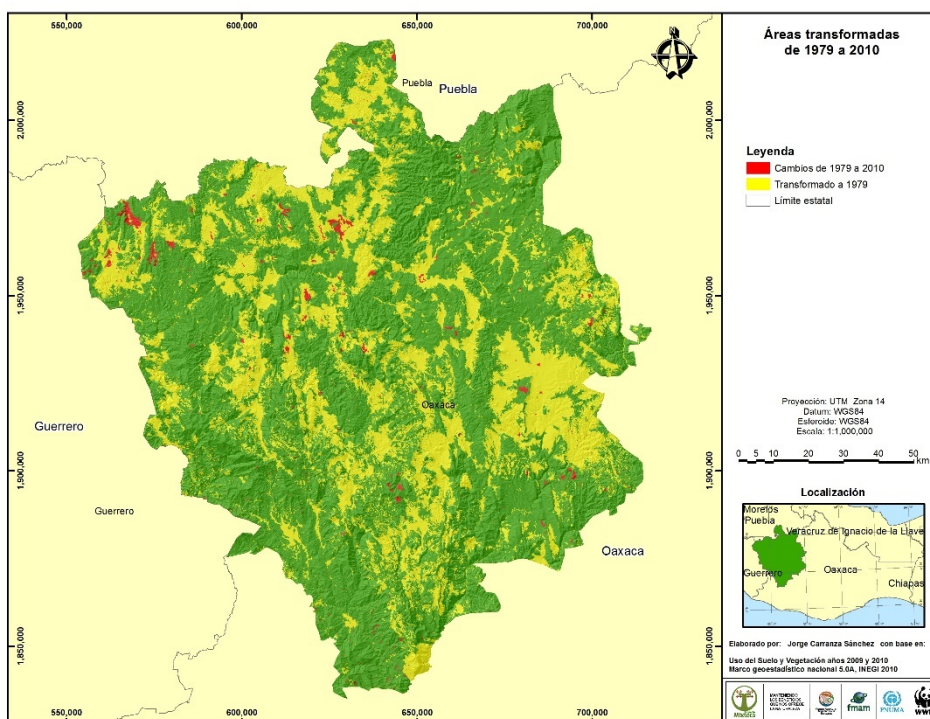 550,000 600,000 650,000 700,000
Áreas transformadas
de 1979 a 2010
N
Puebla
Puebla
2,000,000
2,000,000
Leyenda
Cambios de 1979 a 2010
Transformado a 1979
Límite estatal
1,950,000
1,950,000
Oaxaca
Guerrero
Proyección: UTM Zona 14
Datum: WGS84
Esferoide: WGS84
Escala: 1:1,000,000
0 5 10 20 30 40 50
km
1,900,000
1,900,000
Guerrero
Oaxaca
Localización
Morelos
Puebla
Veracruz de Ignacio de la Llave
Guerrero
Oaxaca
Chiapas
1,850,000
1,850,000
Elaborado por: Jorge Carranza Sánchez con base en:
Uso del Suelo y Vegetación años 2009 y 2010
Marco geoestadístico nacional 5.0A, INEGI 2010
Mixteca
fmam
PNUMA
WWF
550,000 600,000 650,000 700,000